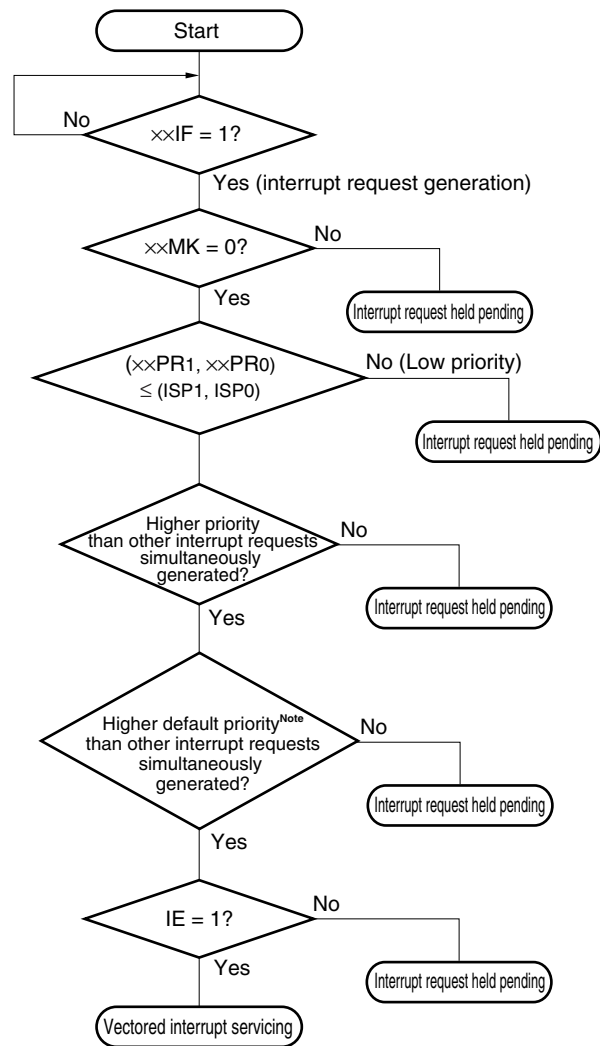 Start
No
××IF = 1?
Yes (interrupt request generation)
××MK = 0?
No
Yes
Interrupt request held pending
(××PR1, ××PR0)
≤ (ISP1, ISP0)
No (Low priority)
Interrupt request held pending
Higher priority
than other interrupt requests
simultaneously
generated?
No
Yes
Interrupt request held pending
Higher default priorityNote
than other interrupt requests
simultaneously
generated?
No
Yes
Interrupt request held pending
IE = 1?
No
Yes
Interrupt request held pending
Vectored interrupt servicing